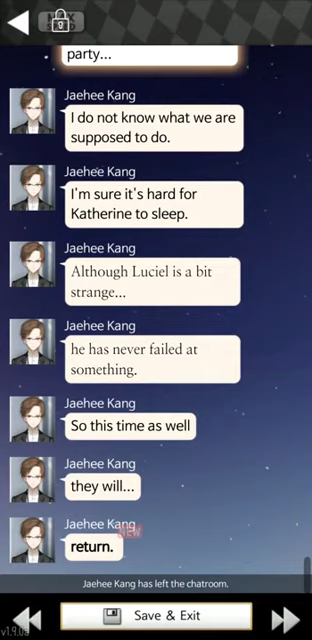 party...
Jaehee Kang
I do not know what we are
supposed to do.
Jaehee Kang
I'm sure it's hard for
Katherine to sleep.
Jaehee Kang
Although Luciel is a bit
strange...
Jaehee Kang
he has never failed at
something.
Jaehee Kang
So this time as well
Jaehee Kang
they will...
Jaehee Kang
NEW
return.
Jaehee Kang has left the chatroom.
Save & Exit